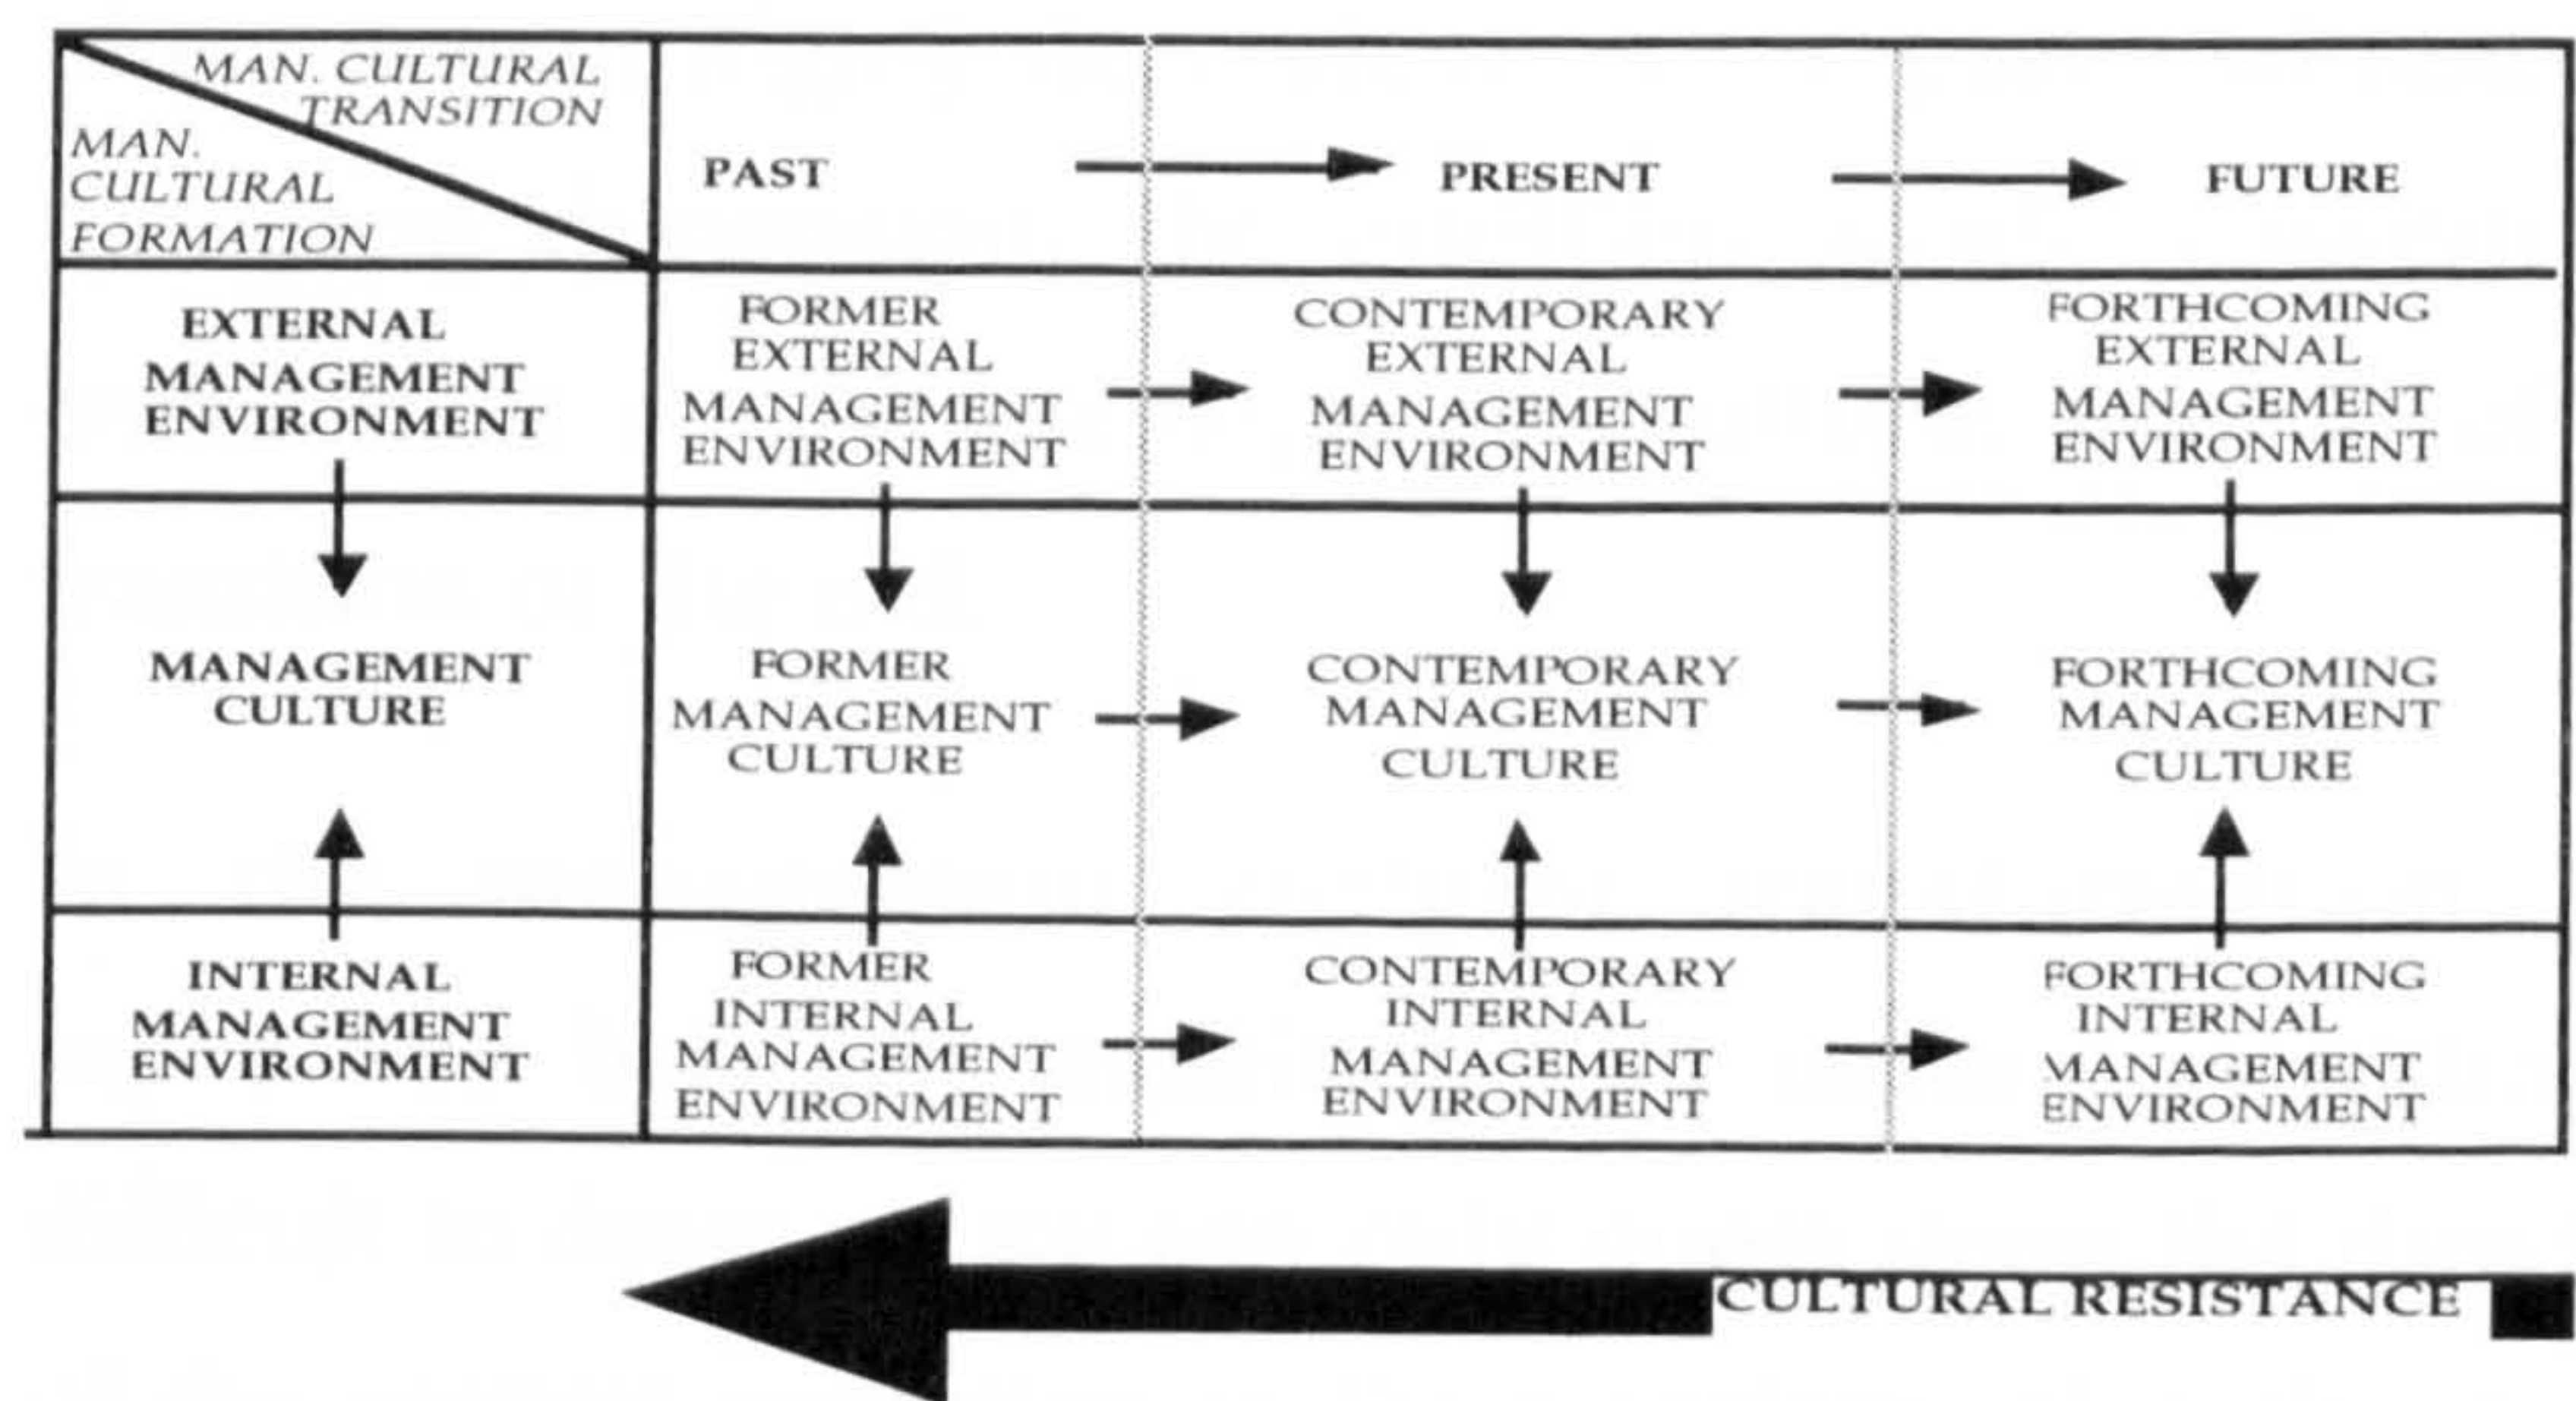 MAN. CULTURAL
TRANSITION
MAN.
CULTURAL
FORMATION
PAST
PRESENT
FUTURE
EXTERNAL
MANAGEMENT
ENVIRONMENT
FORMER
EXTERNAL
MANAGEMENT
ENVIRONMENT
CONTEMPORARY
EXTERNAL
MANAGEMENT
ENVIRONMENT
FORTHCOMING
EXTERNAL
MANAGEMENT
ENVIRONMENT
MANAGEMENT
CULTURE
FORMER
MANAGEMENT
CULTURE
CONTEMPORARY
MANAGEMENT
CULTURE
FORTHCOMING
MANAGEMENT
CULTURE
INTERNAL
MANAGEMENT
ENVIRONMENT
FORMER
INTERNAL
MANAGEMENT
ENVIRONMENT
CONTEMPORARY
INTERNAL
MANAGEMENT
ENVIRONMENT
FORTHCOMING
INTERNAL
MANAGEMENT
ENVIRONMENT
CULTURAL RESISTANCE